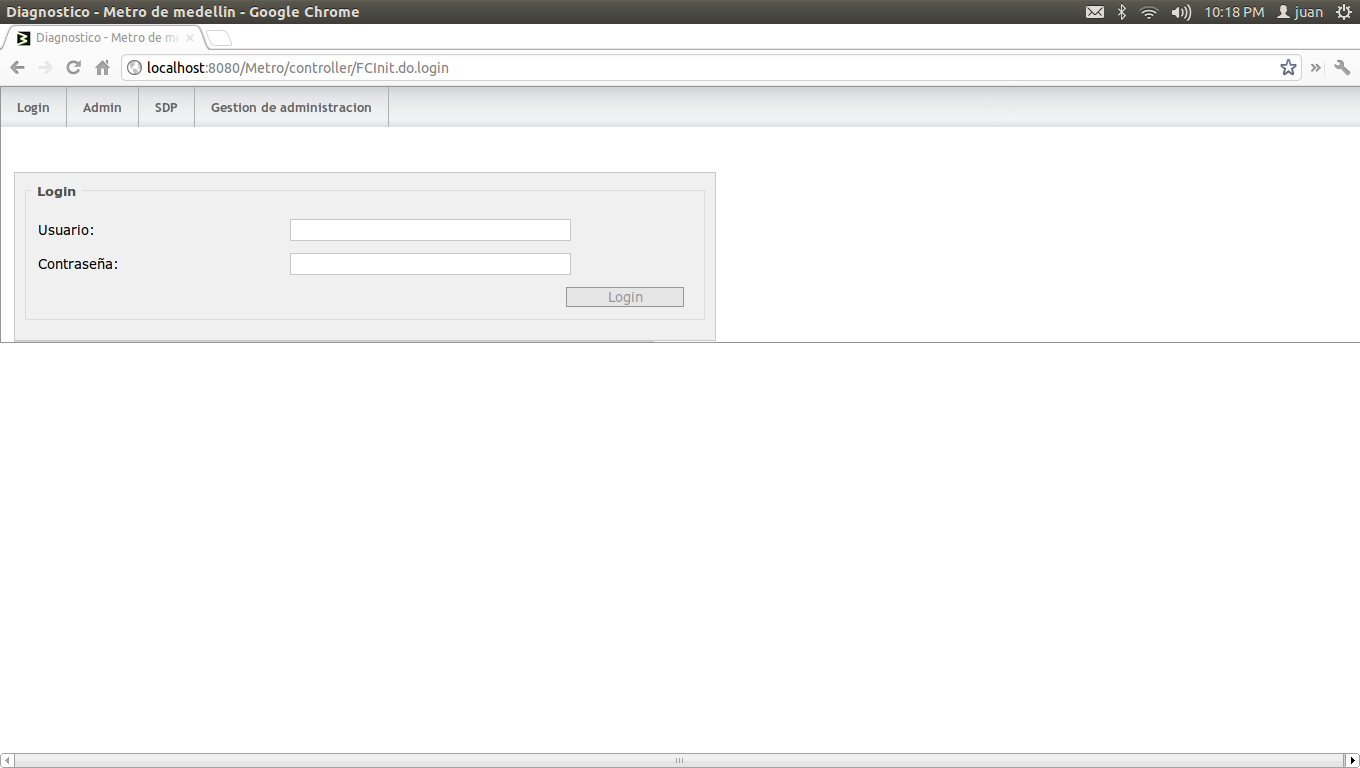 Diagnostico - Metro de medellin - Google Chrome 10:18 PM juan
Diagnostico - Metro de me
localhost:8080/Metro/controller/FCInit.do.login
Login Admin SDP Gestion de administracion
Login
Usuario:
Contraseña:
Login